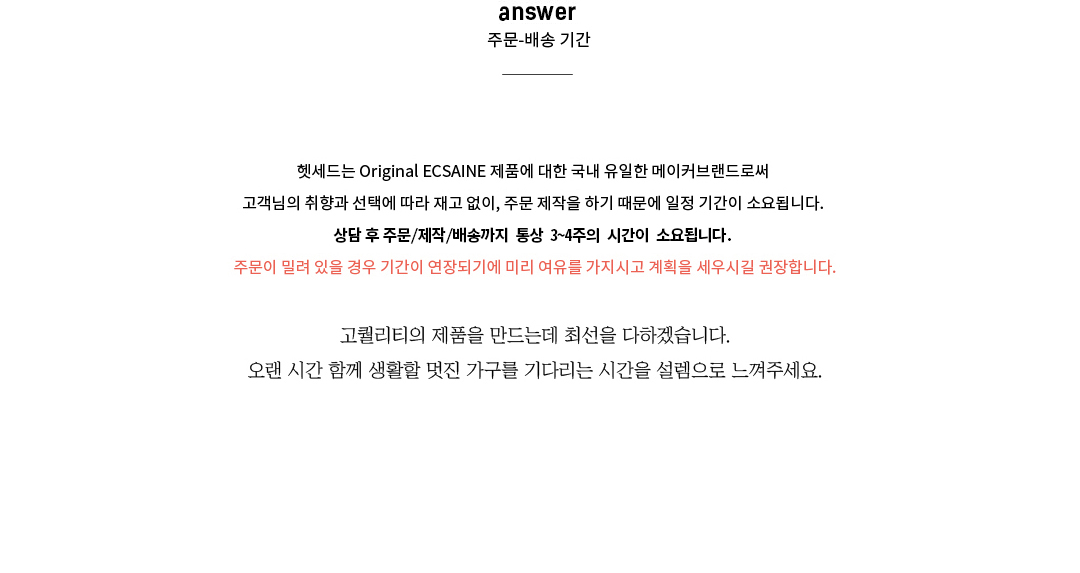 answer
주문-배송 기간
헷세드는 Original ECSAINE 제품에 대한 국내 유일한 메이커브랜드로써
고객님의 취향과 선택에 따라 재고 없이, 주문 제작을 하기 때문에 일정 기간이 소요됩니다.
상담 후 주문/제작/배송까지 통상 3~4주의 시간이 소요됩니다.
주문이 밀려 있을 경우 기간이 연장되기에 미리 여유를 가지시고 계획을 세우시길 권장합니다.
고퀄리티의 제품을 만드는데 최선을 다하겠습니다.
오랜 시간 함께 생활할 멋진 가구를 기다리는 시간을 설렘으로 느껴주세요.